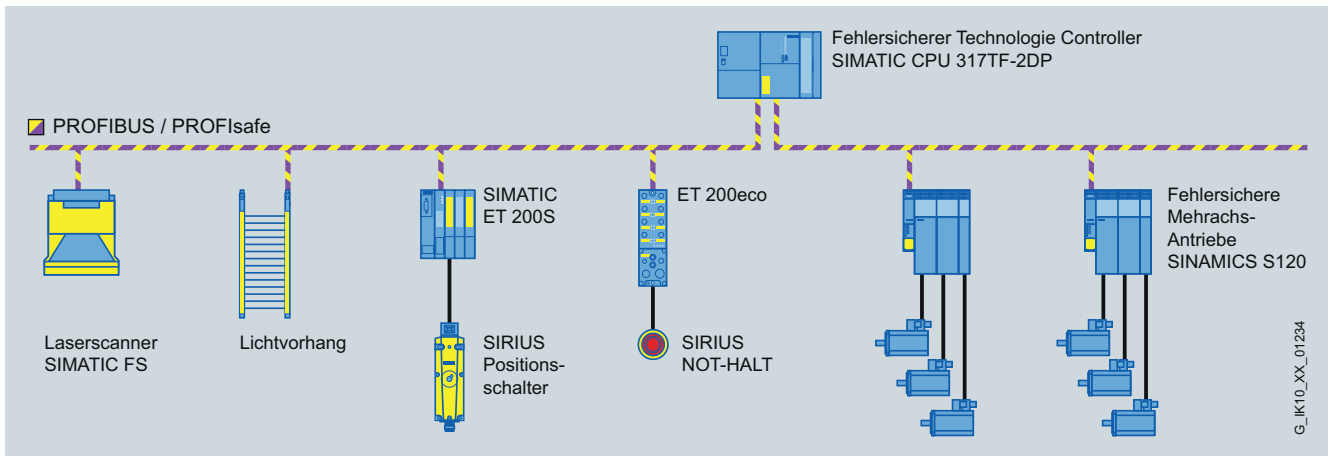 Fehlersicherer Technologie Controller
SIMATIC CPU 317TF-2DP
PROFIBUS / PROFIsafe
SIMATIC
ET 200S
ET 200eco
Fehlersichere
Mehrachs-
Antriebe
SINAMICS S120
Laserscanner
SIMATIC FS
Lichtvorhang
SIRIUS
Positions-
schalter
SIRIUS
NOT-HALT
G_IK10_XX_01234